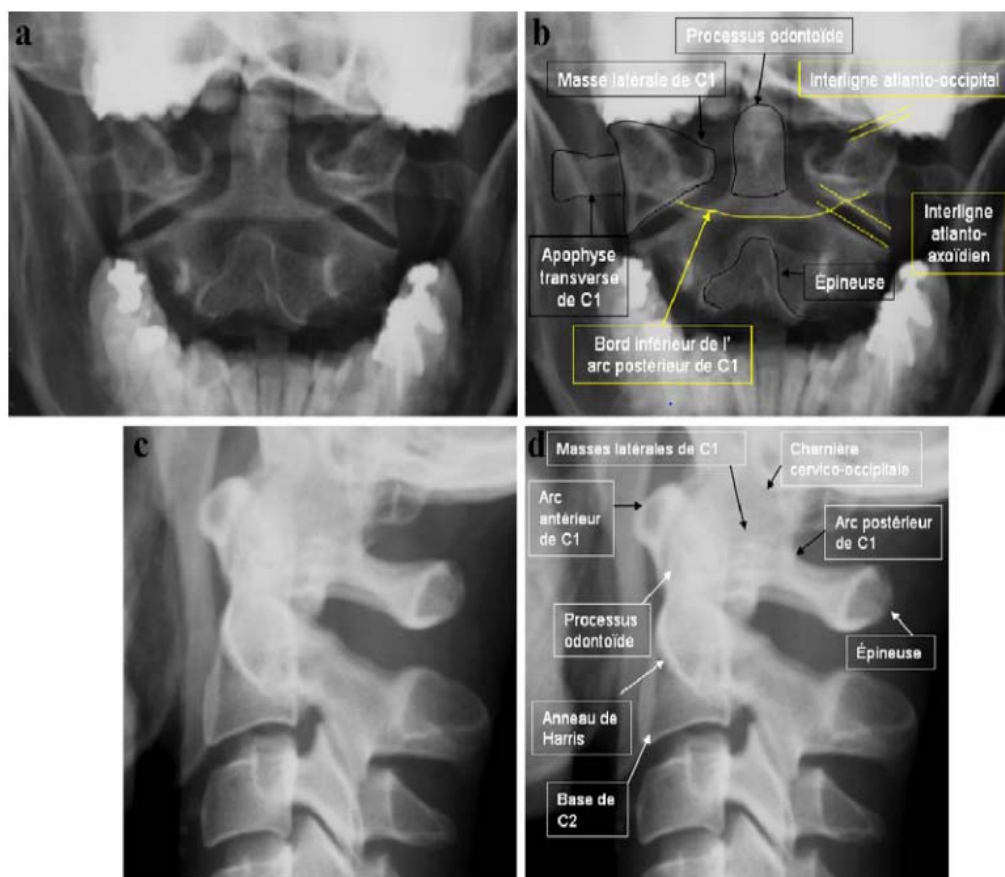 a
b
Processus odontoïde
Masse latérale de C1
Interligne atlanto-occipital
Interligne
atlanto-
axoïdien
Apophyse
transverse
de C1
Épineuse
Bord inférieur de l'
arc postérieur de C1
c
d
Masses latérales de C1
Charnière
cervico-occipitale
Arc
antérieur
de C1
Arc postérieur
de C1
Processus
odontoïde
Épineuse
Anneau de
Harris
Base de
C2